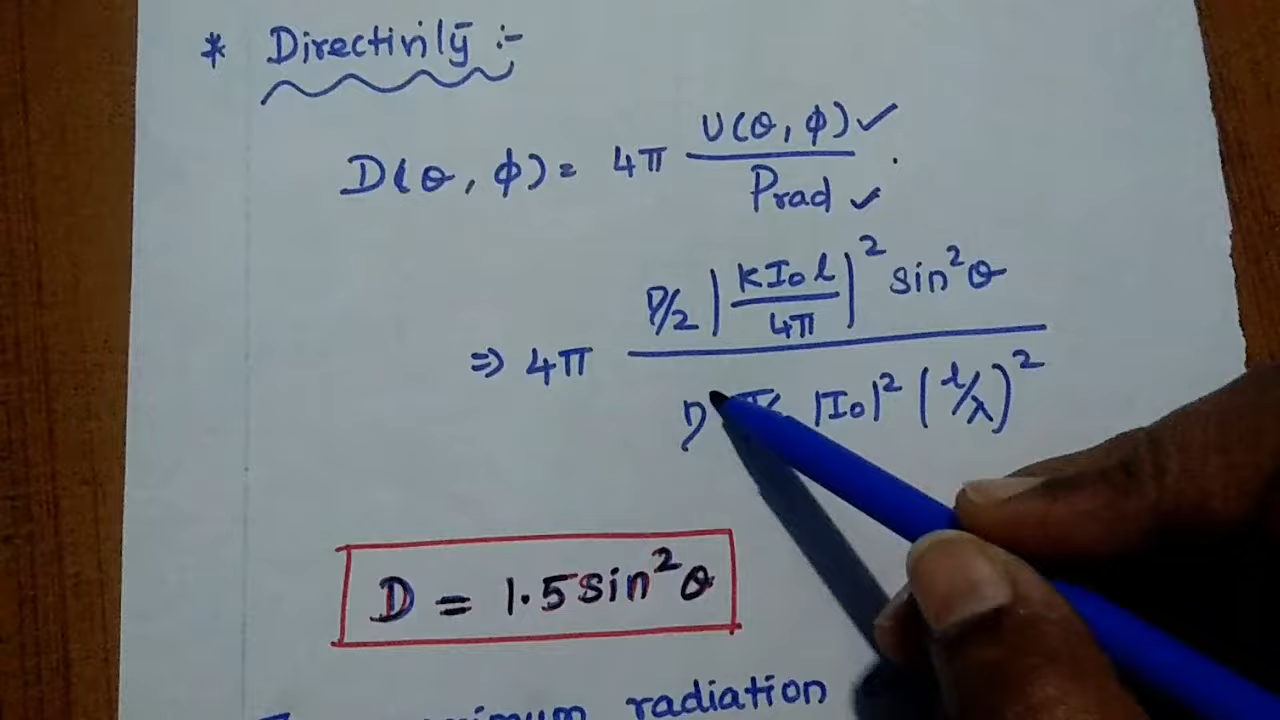 * Directivity :-
D(θ, φ) = 4π U(θ, φ) ✓ / Prad ✓ .
⇒ 4π η/2 |kI₀l / 4π|² sin²θ / η |I₀|² (l/λ)²
D = 1.5 sin²θ
radiation